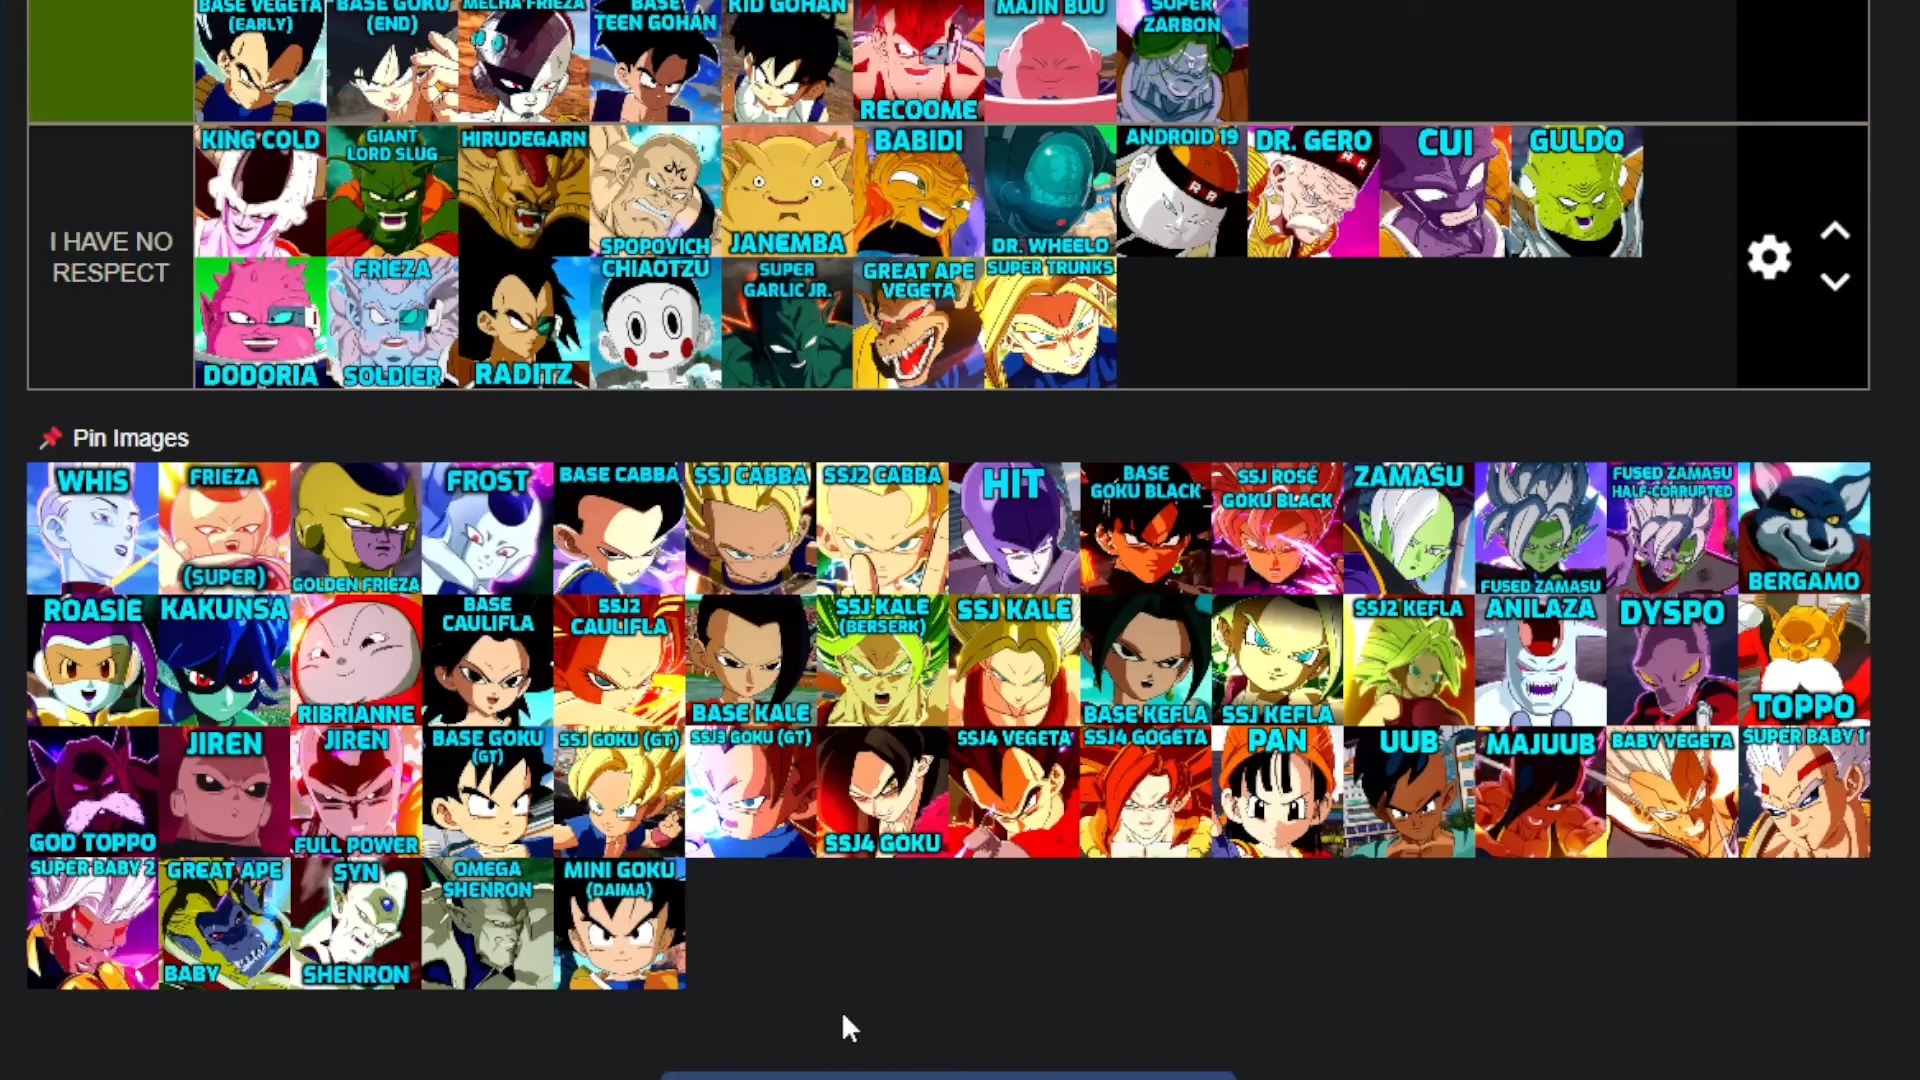 BASE VEGETA
(EARLY)
BASE GOKU
(END)
MECHA FRIEZA
BASE
TEEN GOHAN
KID GOHAN
RECOOME
MAJIN BUU
SUPER
ZARBON
I HAVE NO
RESPECT
KING COLD
GIANT
LORD SLUG
HIRUDEGARN
SPOPOVICH
JANEMBA
BABIDI
DR. WHEELO
ANDROID 19
DR. GERO
CUI
GULDO
DODORIA
FRIEZA
SOLDIER
RADITZ
CHIAOTZU
SUPER
GARLIC JR.
GREAT APE
VEGETA
SUPER TRUNKS
Pin Images
WHIS
FRIEZA
(SUPER)
GOLDEN FRIEZA
FROST
BASE CABBA
SSJ CABBA
SSJ2 CABBA
HIT
BASE
GOKU BLACK
SSJ ROSÉ
GOKU BLACK
ZAMASU
FUSED ZAMASU
FUSED ZAMASU
HALF-CORRUPTED
BERGAMO
ROASIE
KAKUNSA
RIBRIANNE
BASE
CAULIFLA
SSJ2
CAULIFLA
BASE KALE
SSJ KALE
(BERSERK)
SSJ KALE
BASE KEFLA
SSJ KEFLA
SSJ2 KEFLA
ANILAZA
DYSPO
TOPPO
GOD TOPPO
JIREN
JIREN
FULL POWER
BASE GOKU
(GT)
SSJ GOKU (GT)
SSJ3 GOKU (GT)
SSJ4 GOKU
SSJ4 VEGETA
SSJ4 GOGETA
PAN
UUB
MAJUUB
BABY VEGETA
SUPER BABY 1
SUPER BABY 2
GREAT APE
BABY
SYN
SHENRON
OMEGA
SHENRON
MINI GOKU
(DAIMA)